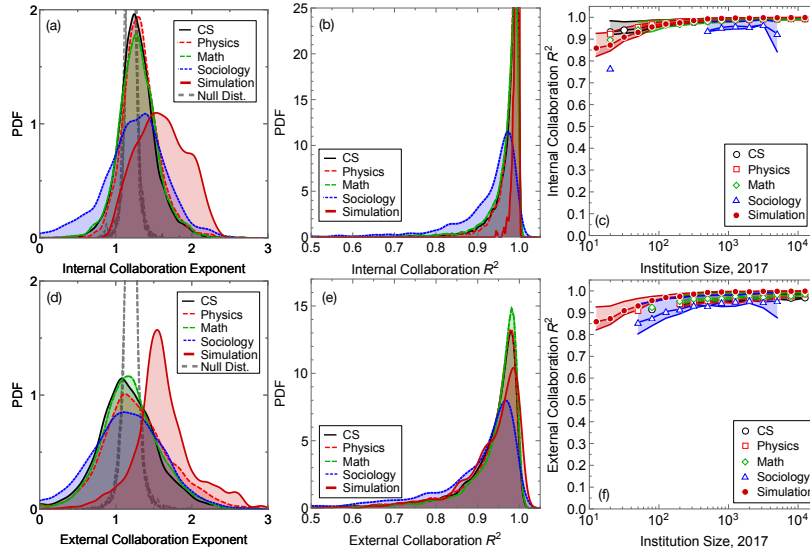 (a)
CS
Physics
Math
Sociology
Simulation
Null Dist.
PDF
2
1
0
0 1 2 3
Internal Collaboration Exponent
(b)
CS
Physics
Math
Sociology
Simulation
PDF
25
20
15
10
5
0
0.5 0.6 0.7 0.8 0.9 1.0
Internal Collaboration R²
Internal Collaboration R²
1.0
0.9
0.8
0.7
0.6
0.5
0.4
0.3
0.2
0.1
0.0
CS
Physics
Math
Sociology
Simulation
(c)
10¹ 10² 10³ 10⁴
Institution Size, 2017
(d)
CS
Physics
Math
Sociology
Simulation
Null Dist.
PDF
2
1
0
0 1 2 3
External Collaboration Exponent
(e)
CS
Physics
Math
Sociology
Simulation
PDF
15
10
5
0
0.5 0.6 0.7 0.8 0.9 1.0
External Collaboration R²
External Collaboration R²
1.0
0.9
0.8
0.7
0.6
0.5
0.4
0.3
0.2
0.1
0.0
CS
Physics
Math
Sociology
Simulation
(f)
10¹ 10² 10³ 10⁴
Institution Size, 2017